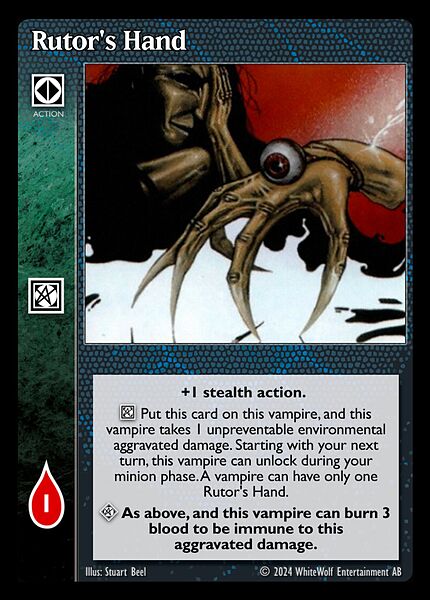 Rutor's Hand
ACTION
+1 stealth action.
Put this card on this vampire, and this
vampire takes 1 unpreventable environmental
aggravated damage. Starting with your next
turn, this vampire can unlock during your
minion phase. A vampire can have only one
Rutor's Hand.
As above, and this vampire can burn 3
blood to be immune to this
aggravated damage.
1
Illus: Stuart Beel © 2024 WhiteWolf Entertainment AB